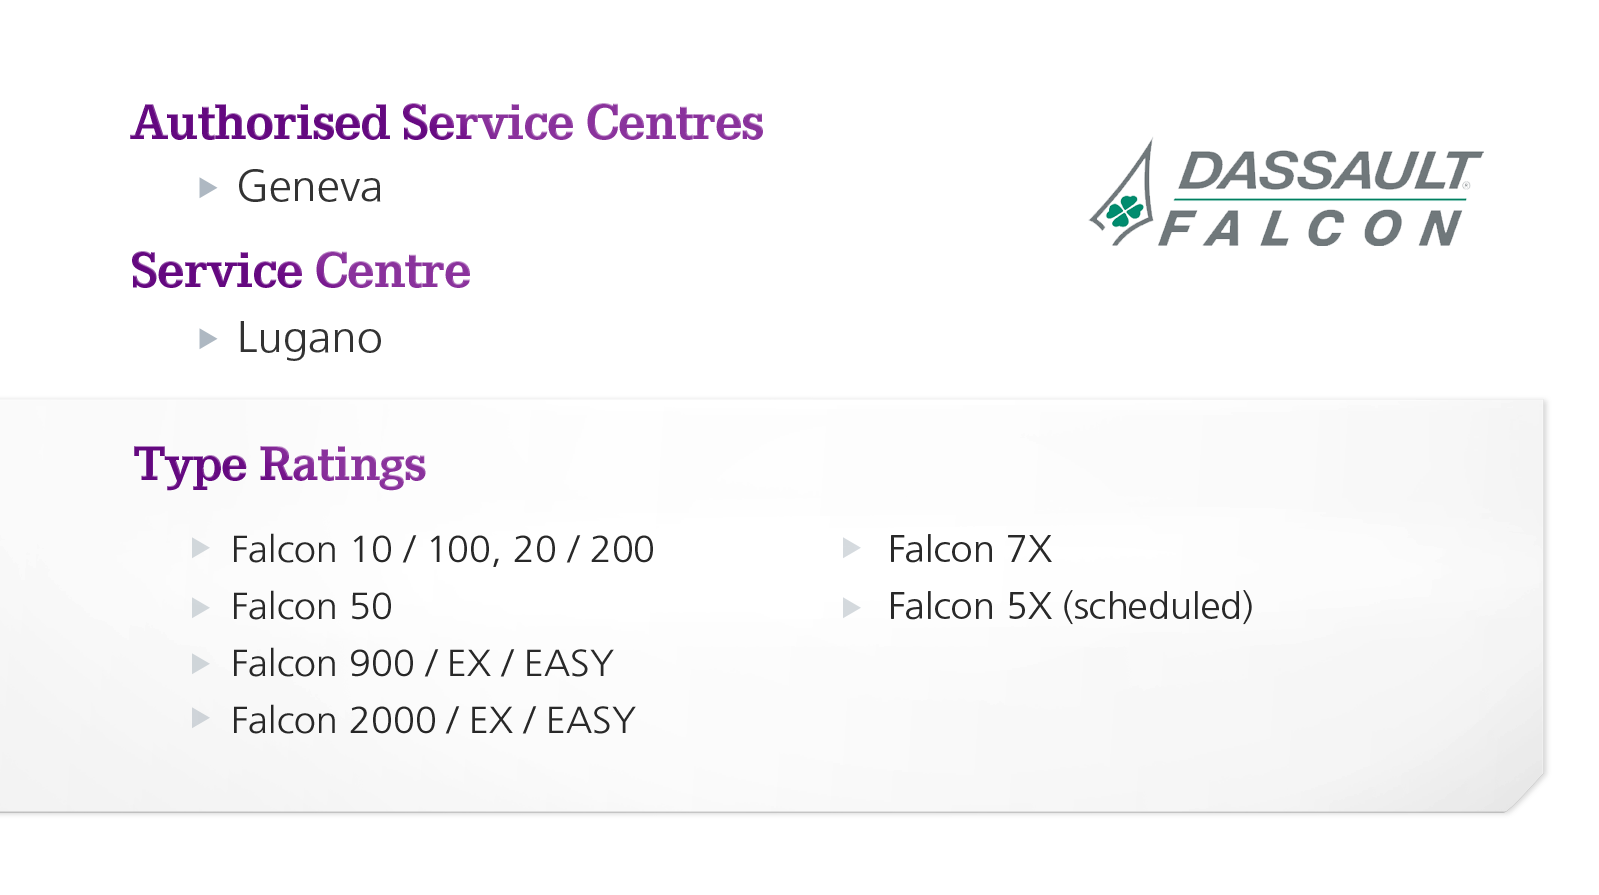 Authorised Service Centres
Geneva
DASSAULT®
FALCON
Service Centre
Lugano
Type Ratings
Falcon 10 / 100, 20 / 200
Falcon 50
Falcon 900 / EX / EASY
Falcon 2000 / EX / EASY
Falcon 7X
Falcon 5X (scheduled)